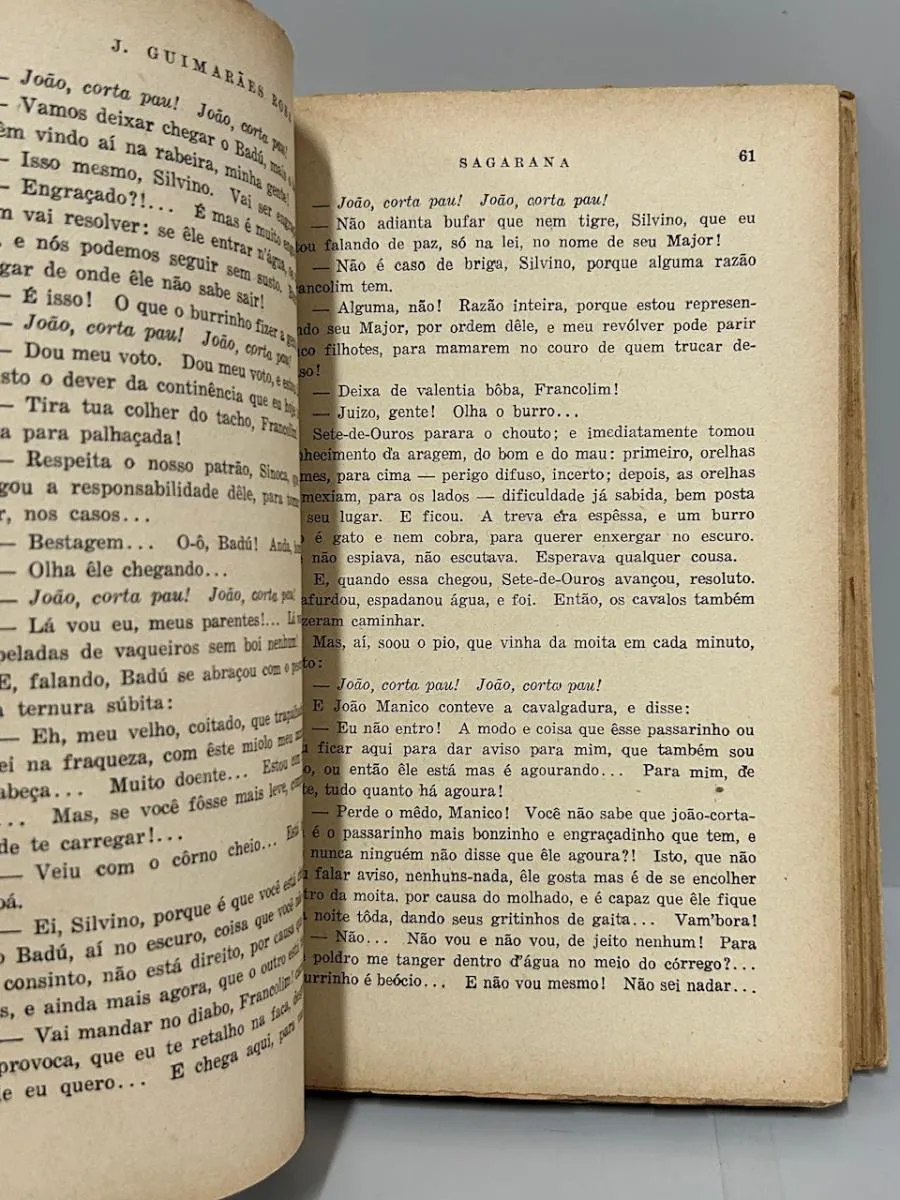 J. GUIMARÃES ROSA
— João, corta pau! João, corta pau!
— Vamos deixar chegar o Badú, mais o
êm vindo aí na rabeira, minha gente!
— Isso mesmo, Silvino. Vai ser
— Engraçado?!... É mas é muito
m vai resolver: se êle entrar n'água,
, e nós podemos seguir sem susto.
gar de onde êle não sabe sair!
— É isso! O que o burrinho fizer a
— João, corta pau! João, corta pau!
— Dou meu voto. Dou meu voto, e
sto o dever da continência que eu
— Tira tua colher do tacho, Francolim
a para palhaçada!
— Respeita o nosso patrão, Sinoca,
gou a responsabilidade dêle, para
r, nos casos...
— Bestagem... O-ô, Badú! Anda,
— Olha êle chegando...
— João, corta pau! João, corta pau!
— Lá vou eu, meus parentes!...
peladas de vaqueiros sem boi nenhum!
E, falando, Badú se abraçou com o
a ternura súbita:
— Eh, meu velho, coitado, que
ei na fraqueza, com êste miolo meu
abeça... Muito doente... Estou
... Mas, se você fôsse mais leve,
de te carregar!...
— Veiu com o côrno cheio...
oá.
— Ei, Silvino, porque é que você está
o Badú, aí no escuro, coisa que você
consinto, não está direito, por causa
s, e ainda mais agora, que o outro está
— Vai mandar no diabo, Francolim!
provoca, que eu te retalho na faca,
e eu quero... E chega aqui, para
SAGARANA 61
— João, corta pau! João, corta pau!
— Não adianta bufar que nem tigre, Silvino, que eu
tou falando de paz, só na lei, no nome de seu Major!
— Não é caso de briga, Silvino, porque alguma razão
ancolim tem.
— Alguma, não! Razão inteira, porque estou represen-
ndo seu Major, por ordem dêle, e meu revólver pode parir
co filhotes, para mamarem no couro de quem trucar de-
so!
— Deixa de valentia bôba, Francolim!
— Juizo, gente! Olha o burro...
Sete-de-Ouros parara o chouto; e imediatamente tomou
hecimento da aragem, do bom e do mau: primeiro, orelhas
mes, para cima — perigo difuso, incerto; depois, as orelhas
mexiam, para os lados — dificuldade já sabida, bem posta
seu lugar. E ficou. A treva era espêssa, e um burro
é gato e nem cobra, para querer enxergar no escuro.
não espiava, não escutava. Esperava qualquer cousa.
E, quando essa chegou, Sete-de-Ouros avançou, resoluto.
afurdou, espadanou água, e foi. Então, os cavalos também
zeram caminhar.
Mas, aí, soou o pio, que vinha da moita em cada minuto,
to:
— João, corta pau! João, corta pau!
E João Manico conteve a cavalgadura, e disse:
— Eu não entro! A modo e coisa que êsse passarinho ou
u ficar aqui para dar aviso para mim, que também sou
o, ou então êle está mas é agourando... Para mim, de
te, tudo quanto há agoura!
— Perde o mêdo, Manico! Você não sabe que joão-corta-
é o passarinho mais bonzinho e engraçadinho que tem, e
nunca ninguém não disse que êle agoura?! Isto, que não
u falar aviso, nenhuns-nada, êle gosta mas é de se encolher
tro da moita, por causa do molhado, e é capaz que êle fique
a noite tôda, dando seus gritinhos de gaita... Vam'bora!
— Não... Não vou e não vou, de jeito nenhum! Para
poldro me tanger dentro d'água no meio do córrego?...
urrinho é beócio... E não vou mesmo! Não sei nadar...